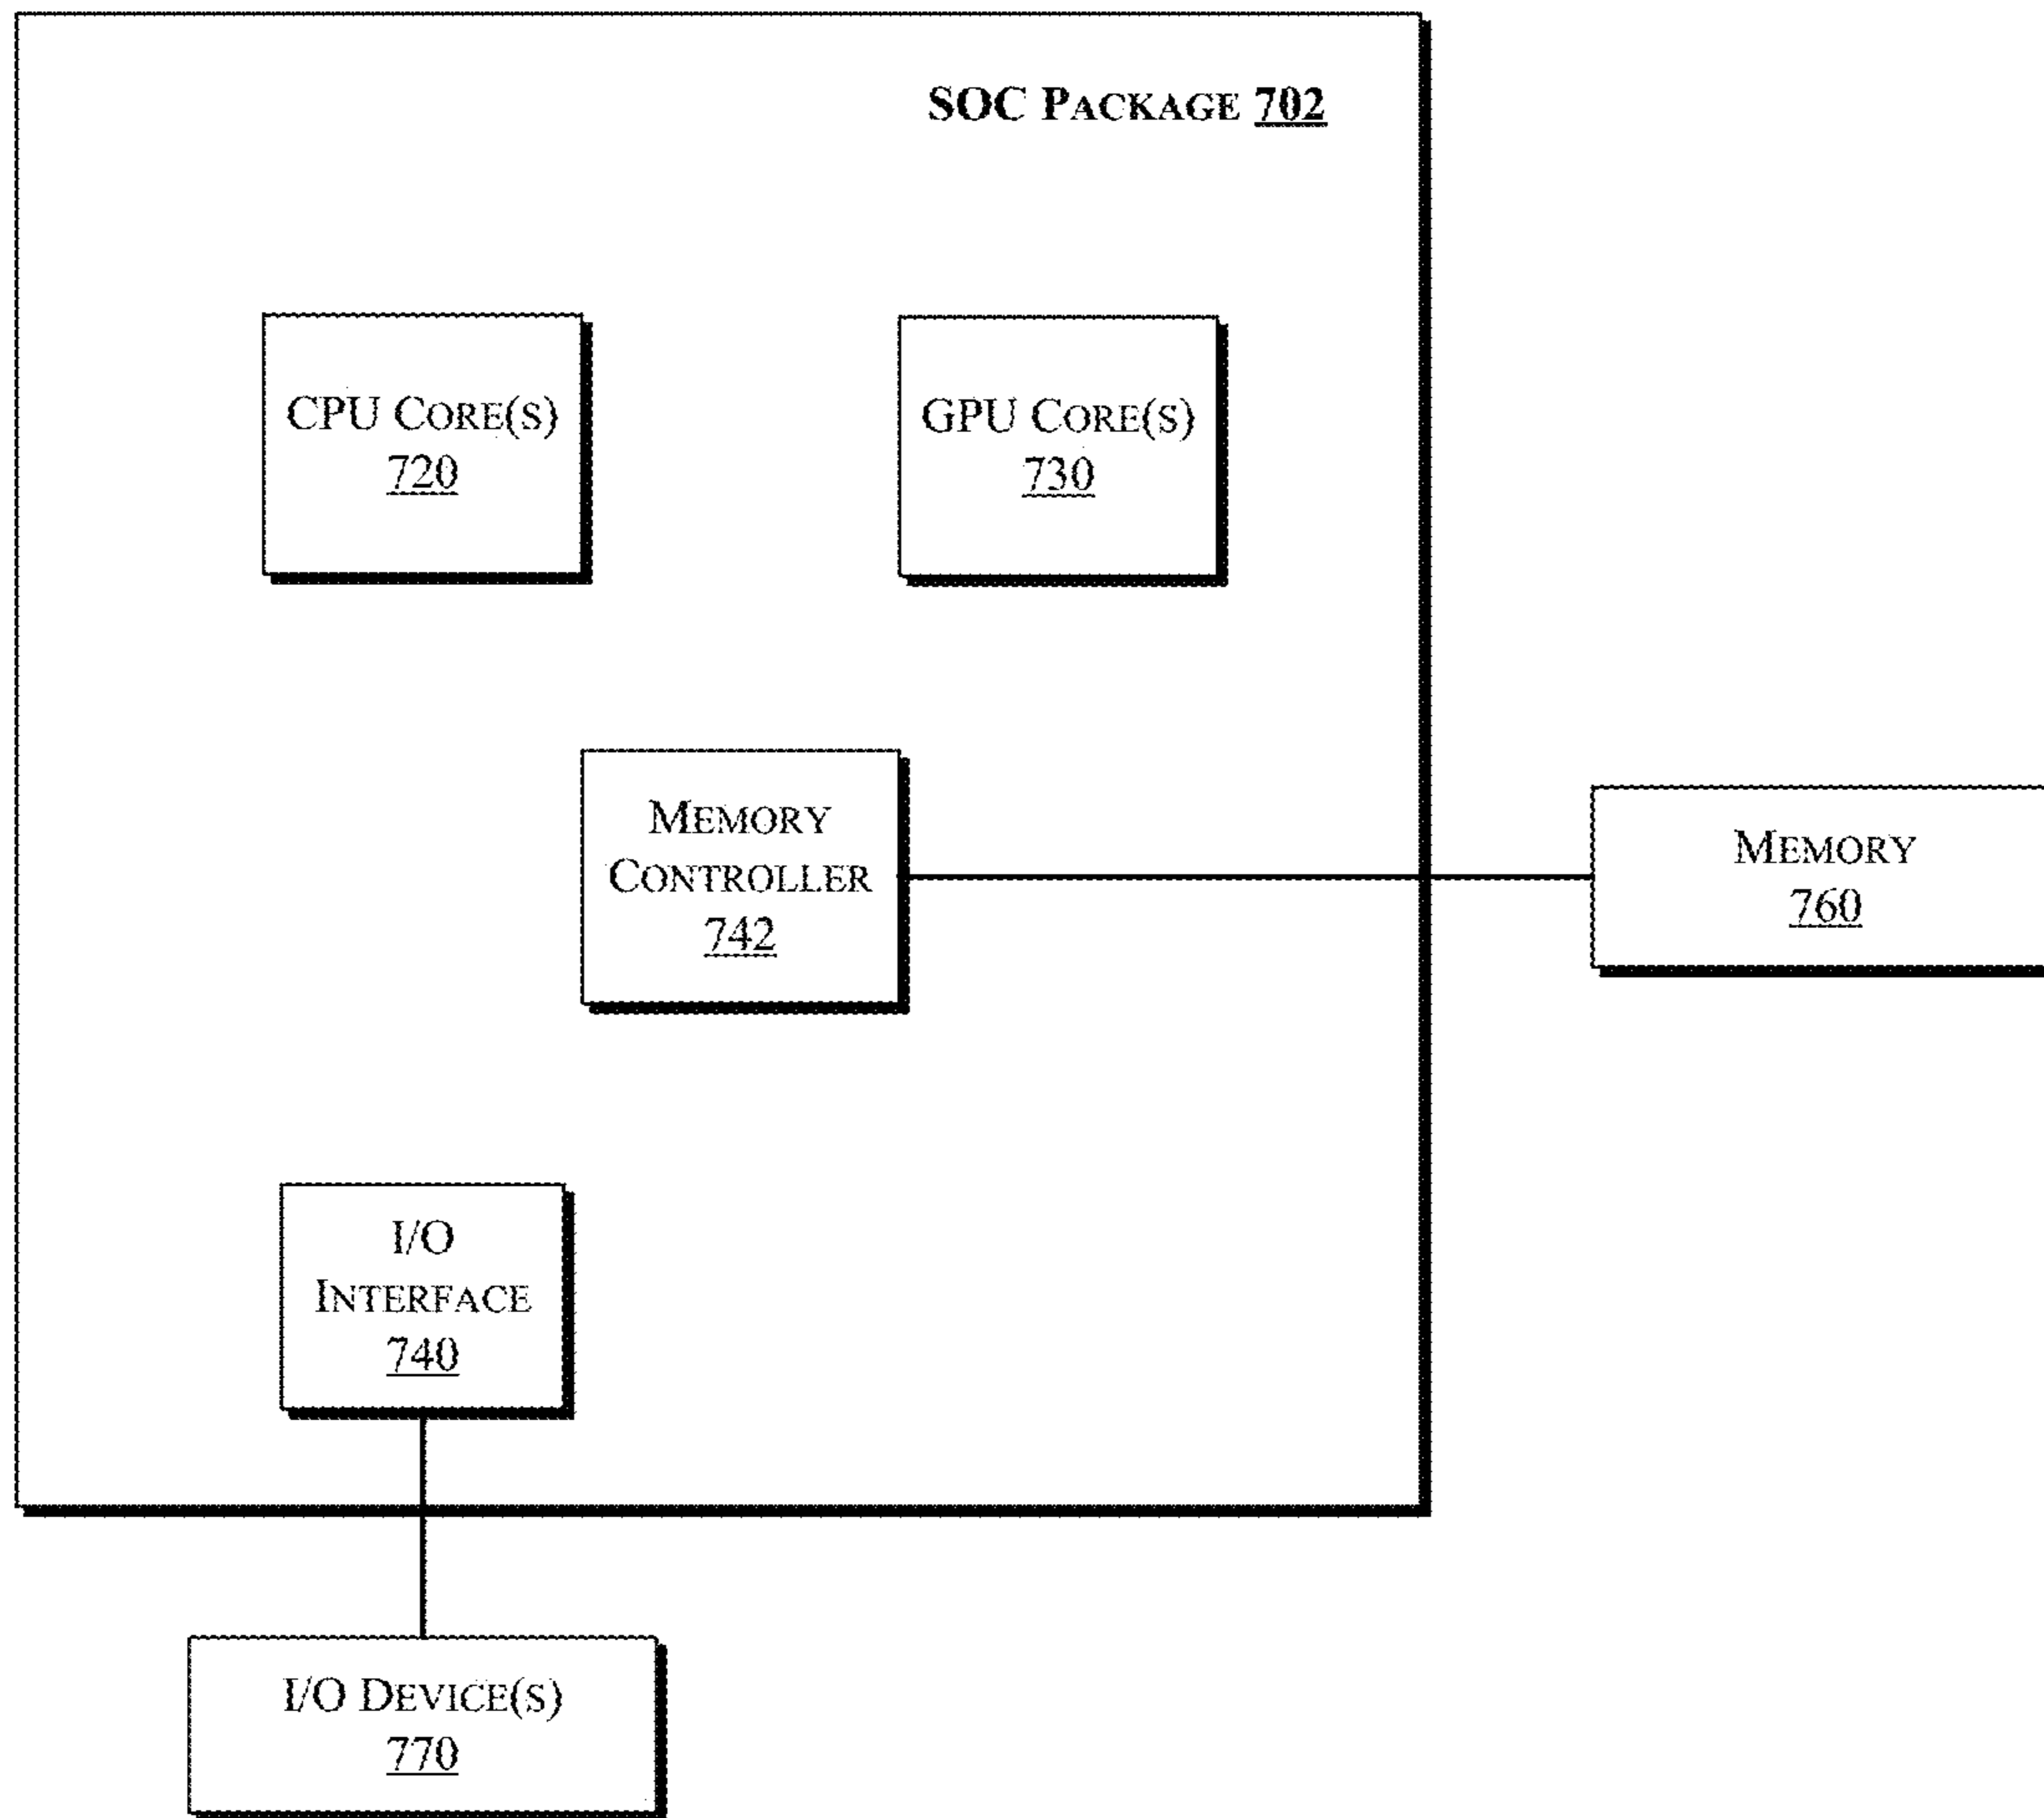 SOC PACKAGE 702
CPU CORE(S)
720
GPU CORE(S)
730
MEMORY
CONTROLLER
742
MEMORY
760
I/O
INTERFACE
740
I/O DEVICE(S)
770